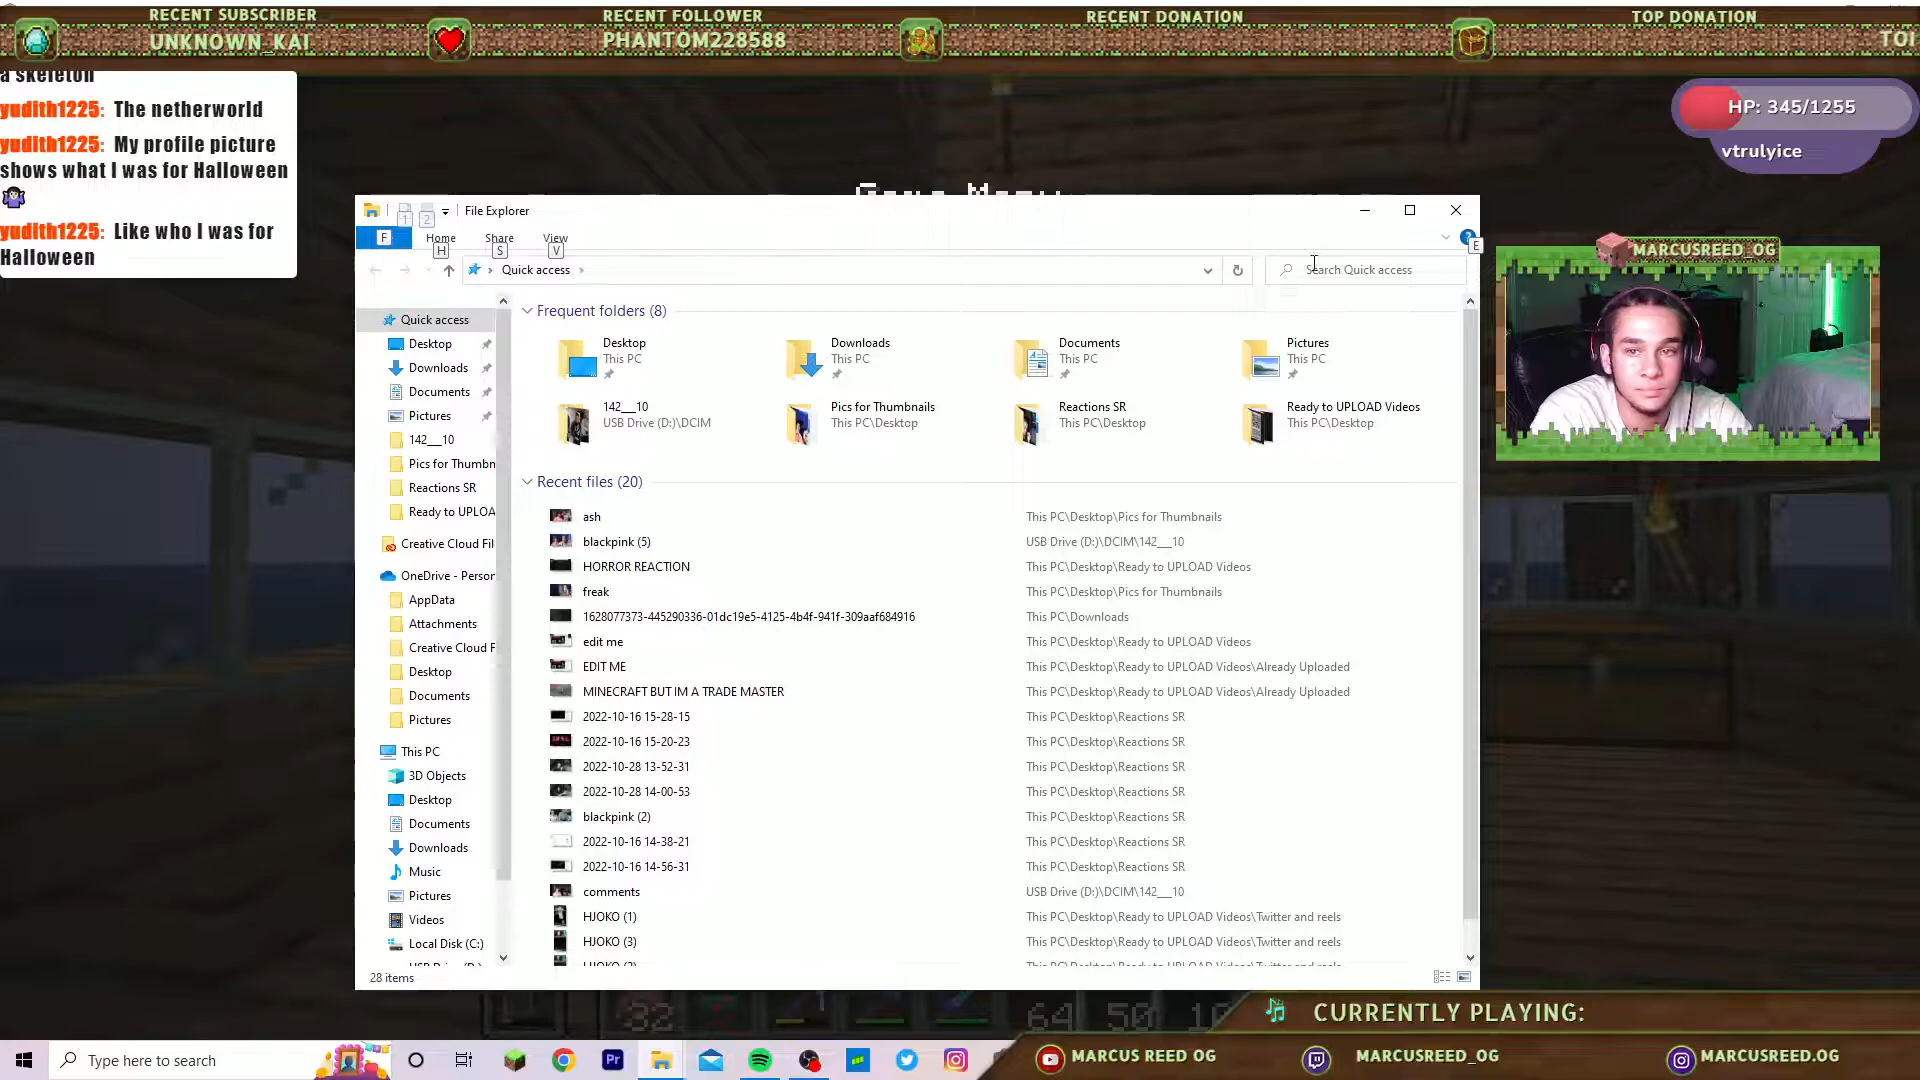 RECENT SUBSCRIBER
UNKNOWN_KAI
RECENT FOLLOWER
PHANTOM228588
RECENT DONATION
TOP DONATION
TOI
a skeleton
yudith1225: The netherworld
yudith1225: My profile picture
shows what I was for Halloween
yudith1225: Like who I was for
Halloween
HP: 345/1255
vtrulyice
Game Menu
1
2
File Explorer
F
Home
Share
View
H
S
V
E
Quick access
Search Quick access
MARCUSREED_OG
Quick access
Desktop
Downloads
Documents
Pictures
142___10
Pics for Thumbn
Reactions SR
Ready to UPLOA
Creative Cloud Fil
OneDrive - Person
AppData
Attachments
Creative Cloud F
Desktop
Documents
Pictures
This PC
3D Objects
Desktop
Documents
Downloads
Music
Pictures
Videos
Local Disk (C:)
Frequent folders (8)
Desktop
This PC
Downloads
This PC
Documents
This PC
Pictures
This PC
142___10
USB Drive (D:)\DCIM
Pics for Thumbnails
This PC\Desktop
Reactions SR
This PC\Desktop
Ready to UPLOAD Videos
This PC\Desktop
Recent files (20)
ash This PC\Desktop\Pics for Thumbnails
blackpink (5) USB Drive (D:)\DCIM\142___10
HORROR REACTION This PC\Desktop\Ready to UPLOAD Videos
freak This PC\Desktop\Pics for Thumbnails
1628077373-445290336-01dc19e5-4125-4b4f-941f-309aaf684916 This PC\Downloads
edit me This PC\Desktop\Ready to UPLOAD Videos
EDIT ME This PC\Desktop\Ready to UPLOAD Videos\Already Uploaded
MINECRAFT BUT IM A TRADE MASTER This PC\Desktop\Ready to UPLOAD Videos\Already Uploaded
2022-10-16 15-28-15 This PC\Desktop\Reactions SR
2022-10-16 15-20-23 This PC\Desktop\Reactions SR
2022-10-28 13-52-31 This PC\Desktop\Reactions SR
2022-10-28 14-00-53 This PC\Desktop\Reactions SR
blackpink (2) This PC\Desktop\Reactions SR
2022-10-16 14-38-21 This PC\Desktop\Reactions SR
2022-10-16 14-56-31 This PC\Desktop\Reactions SR
comments USB Drive (D:)\DCIM\142___10
HJOKO (1) This PC\Desktop\Ready to UPLOAD Videos\Twitter and reels
HJOKO (3) This PC\Desktop\Ready to UPLOAD Videos\Twitter and reels
28 items
32
64
50
CURRENTLY PLAYING:
Type here to search
Pr
MARCUS REED OG
MARCUSREED_OG
MARCUSREED.OG